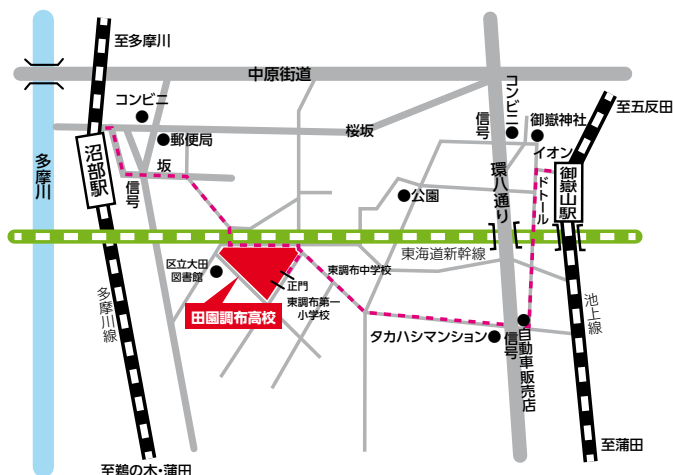 至多摩川
中原街道
コンビニ
郵便局
桜坂
コンビニ
信号
御嶽神社
至五反田
イオン
沼部駅
坂
信号
多摩川
公園
環八通り
ドトール
御嶽山駅
東海道新幹線
区立大田
図書館
東調布中学校
正門
東調布第一
小学校
田園調布高校
多摩川線
タカハシマンション
信号
自動車販売店
池上線
至蒲田
至鵜の木・蒲田